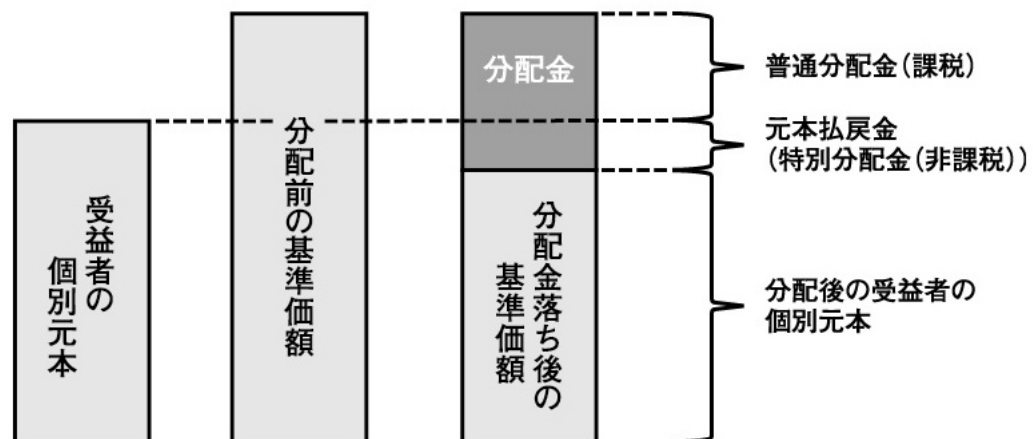 受益者の
個別元本
分配前の基準価額
分配金
分配金落ち後の
基準価額
普通分配金(課税)
元本払戻金
(特別分配金(非課税))
分配後の受益者の
個別元本